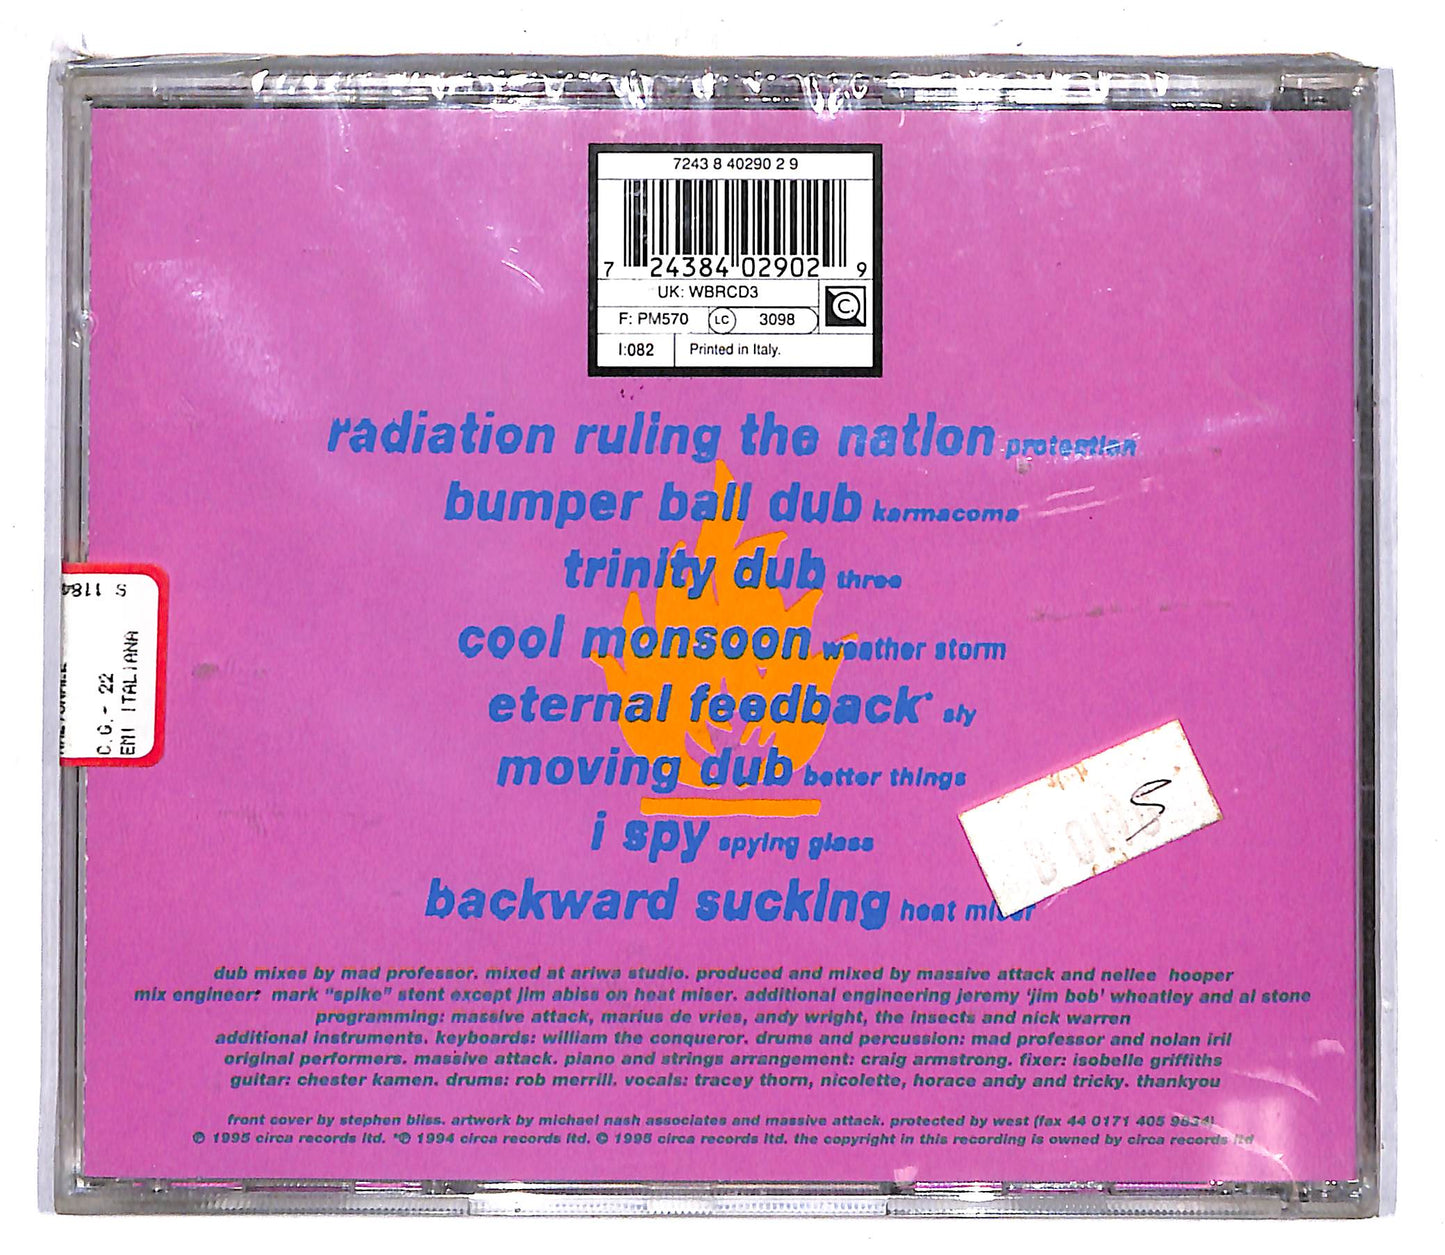 7243 8 40290 2 9
7 24384 02902 9
UK: WBRCD3
F: PM570 LC 3098
I:082 Printed in Italy.
radiation ruling the nation protection
bumper ball dub karmacoma
trinity dub three
cool monsoon weather storm
eternal feedback* sly
moving dub better things
i spy spying glass
backward sucking heat miser
dub mixes by mad professor. mixed at ariwa studio. produced and mixed by massive attack and nellee hooper
mix engineer: mark "spike" stent except jim abiss on heat miser. additional engineering jeremy 'jim bob' wheatley and al stone
programming: massive attack, marius de vries, andy wright, the insects and nick warren
additional instruments. keyboards: william the conqueror. drums and percussion: mad professor and nolan iril
original performers. massive attack. piano and strings arrangement: craig armstrong. fixer: isobelle griffiths
guitar: chester kamen. drums: rob merrill. vocals: tracey thorn, nicolette, horace andy and tricky. thankyou
front cover by stephen bliss. artwork by michael nash associates and massive attack. protected by west (fax 44 0171 405
℗ 1995 circa records ltd. *℗ 1994 circa records ltd. © 1995 circa records ltd. the copyright in this recording is owned by circa records ltd
S 1184
C.G.- 22
EMI ITALIANA